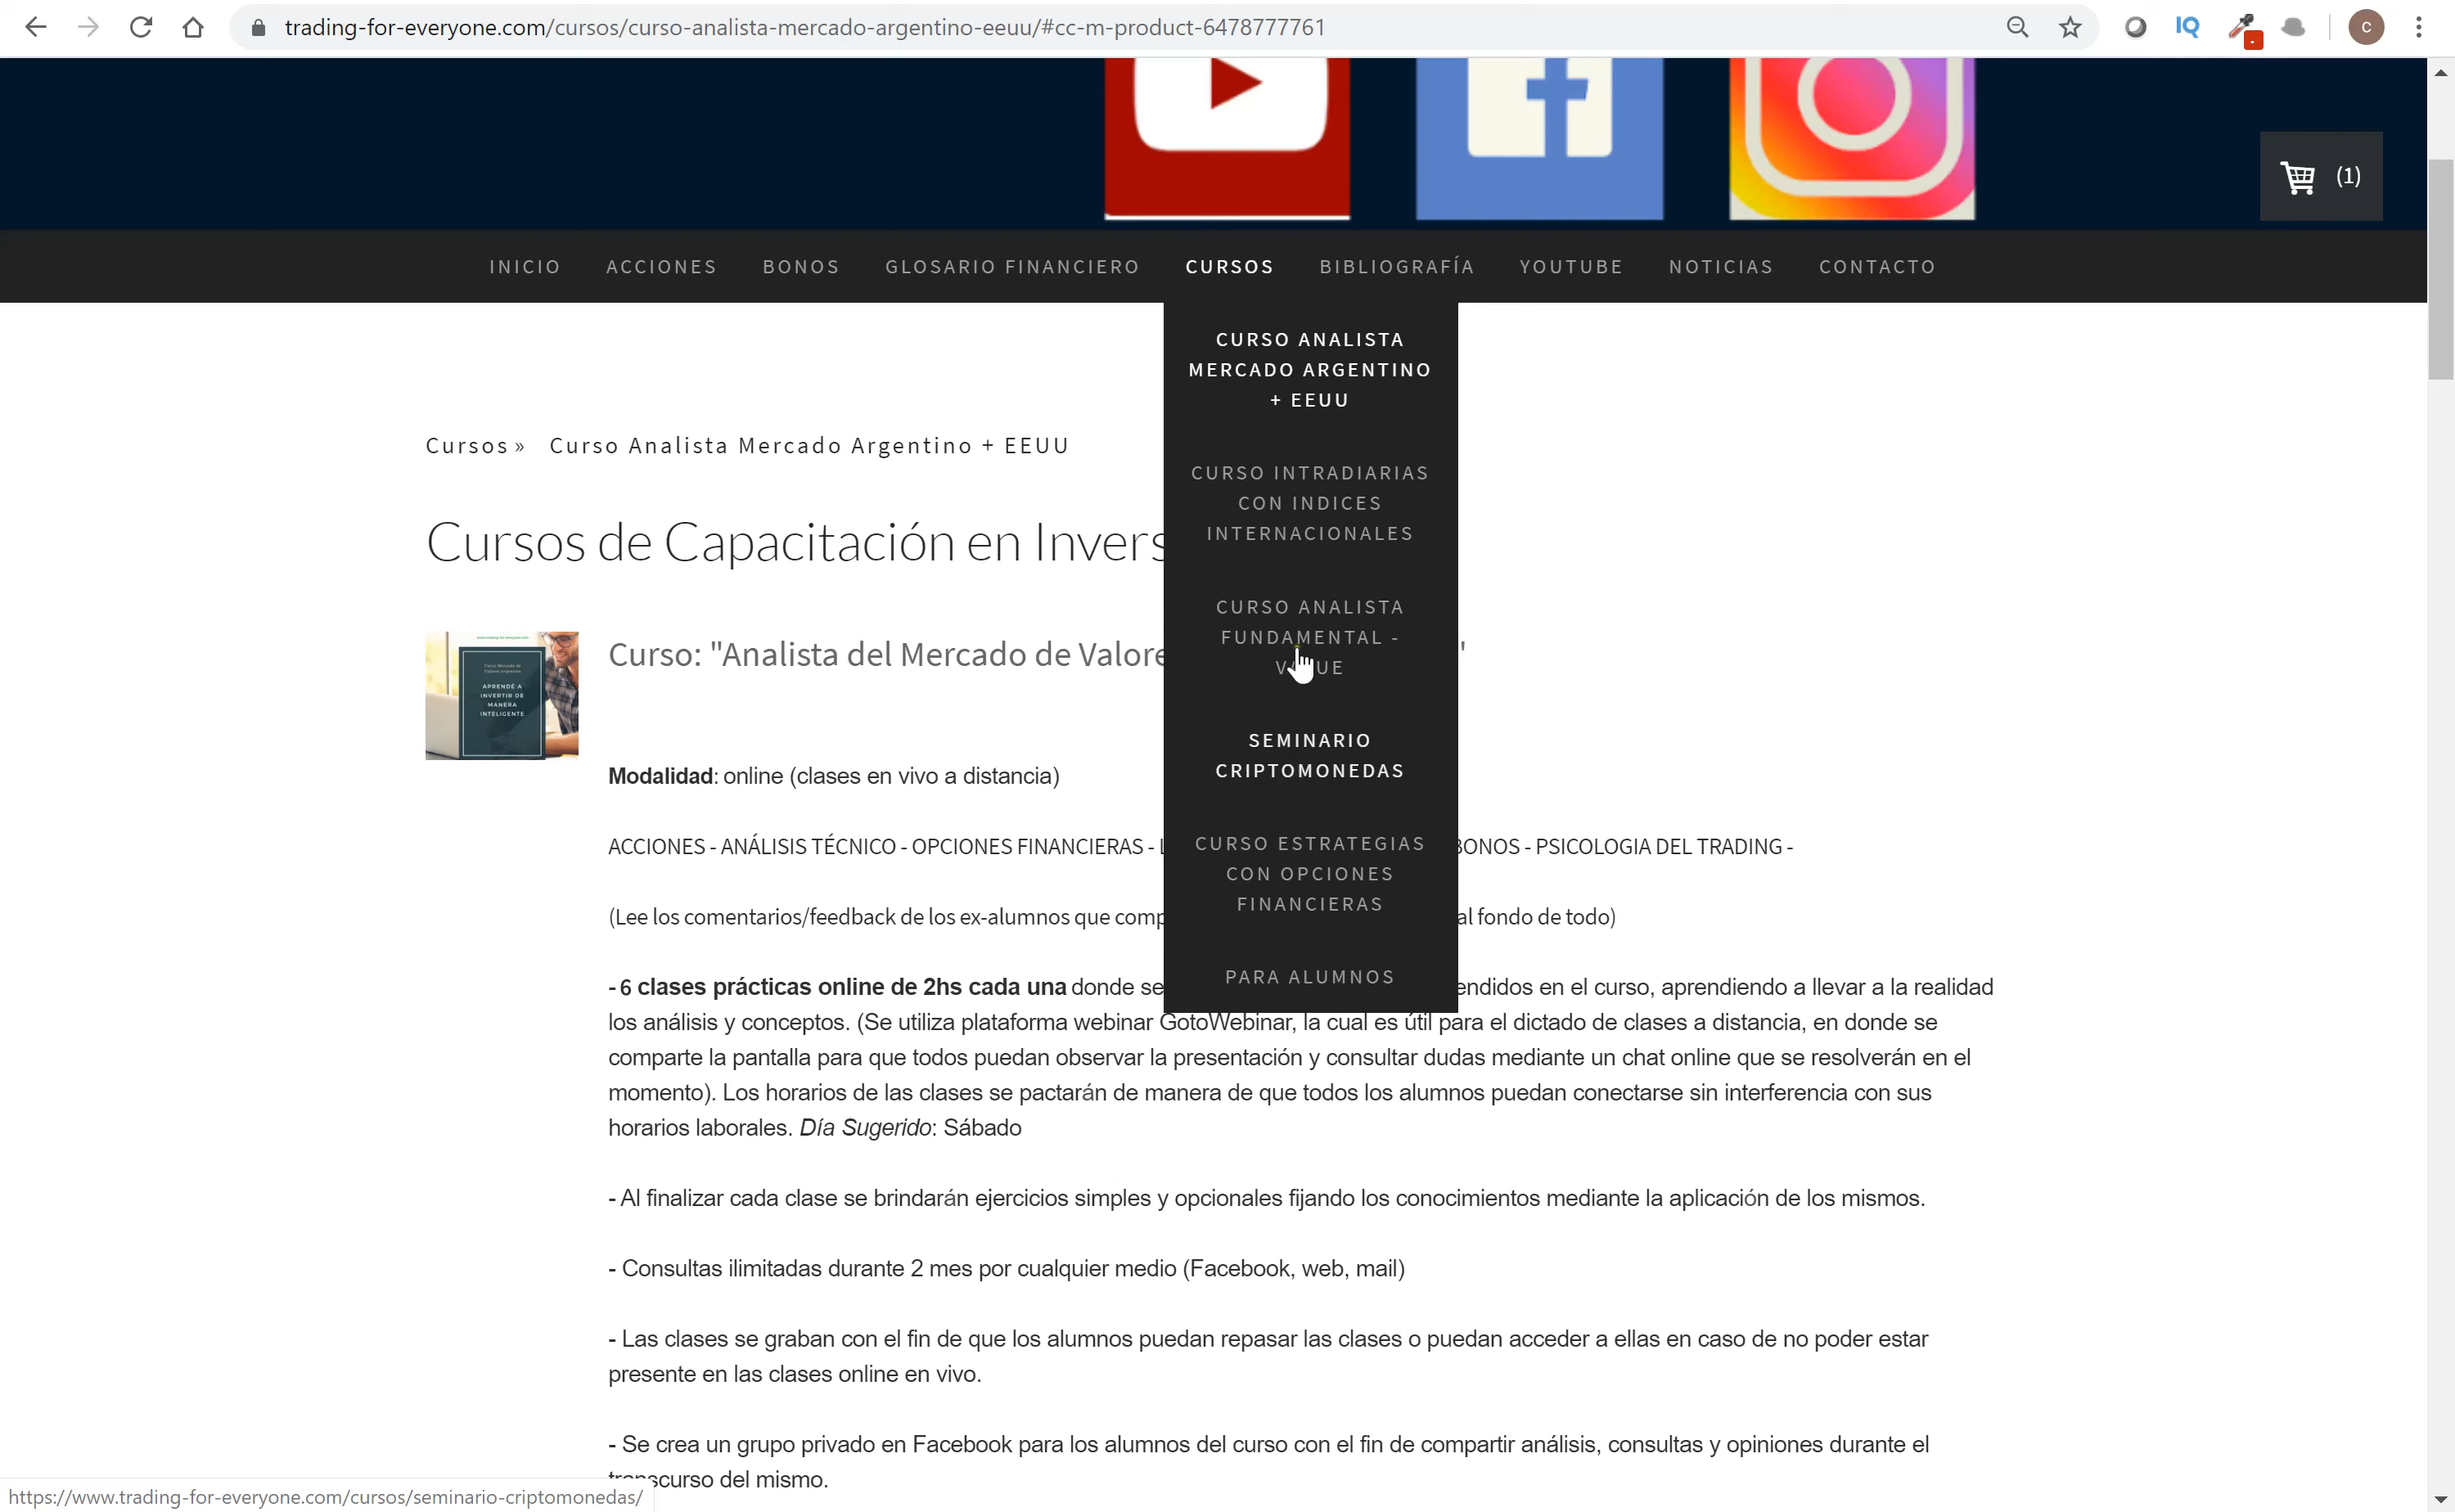 trading-for-everyone.com/cursos/curso-analista-mercado-argentino-eeuu/#cc-m-product-6478777761
IQ
C
(1)
INICIO ACCIONES BONOS GLOSARIO FINANCIERO CURSOS BIBLIOGRAFÍA YOUTUBE NOTICIAS CONTACTO
CURSO ANALISTA
MERCADO ARGENTINO
+ EEUU
CURSO INTRADIARIAS
CON INDICES
INTERNACIONALES
CURSO ANALISTA
FUNDAMENTAL -
SEMINARIO
CRIPTOMONEDAS
CURSO ESTRATEGIAS
CON OPCIONES
FINANCIERAS
PARA ALUMNOS
Cursos » Curso Analista Mercado Argentino + EEUU
Cursos de Capacitación en
APRENDÉ A
INVERTIR DE
MANERA
INTELIGENTE
Curso: "Analista del Mercado de
Modalidad: online (clases en vivo a distancia)
ACCIONES - ANÁLISIS TÉCNICO - OPCIONES FINANCIERAS - BONOS - PSICOLOGIA DEL TRADING -
(Lee los comentarios/feedback de los ex-alumnos que al fondo de todo)
- 6 clases prácticas online de 2hs cada una donde se en el curso, aprendiendo a llevar a la realidad
los análisis y conceptos. (Se utiliza plataforma webinar GotoWebinar, la cual es útil para el dictado de clases a distancia, en donde se
comparte la pantalla para que todos puedan observar la presentación y consultar dudas mediante un chat online que se resolverán en el
momento). Los horarios de las clases se pactarán de manera de que todos los alumnos puedan conectarse sin interferencia con sus
horarios laborales. Día Sugerido: Sábado
- Al finalizar cada clase se brindarán ejercicios simples y opcionales fijando los conocimientos mediante la aplicación de los mismos.
- Consultas ilimitadas durante 2 mes por cualquier medio (Facebook, web, mail)
- Las clases se graban con el fin de que los alumnos puedan repasar las clases o puedan acceder a ellas en caso de no poder estar
presente en las clases online en vivo.
- Se crea un grupo privado en Facebook para los alumnos del curso con el fin de compartir análisis, consultas y opiniones durante el
transcurso del mismo.
https://www.trading-for-everyone.com/cursos/seminario-criptomonedas/